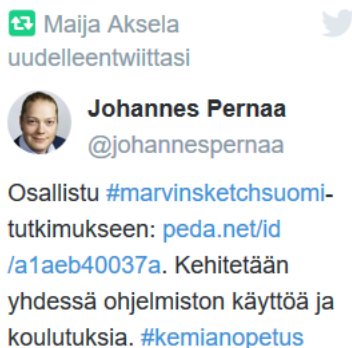 Maija Aksela
uudelleentwiittasi
Johannes Pernaa
@johannespernaa
Osallistu #marvinsketchsuomi-
tutkimukseen: peda.net/id
/a1aeb40037a. Kehitetään
yhdessä ohjelmiston käyttöä ja
koulutuksia. #kemianopetus